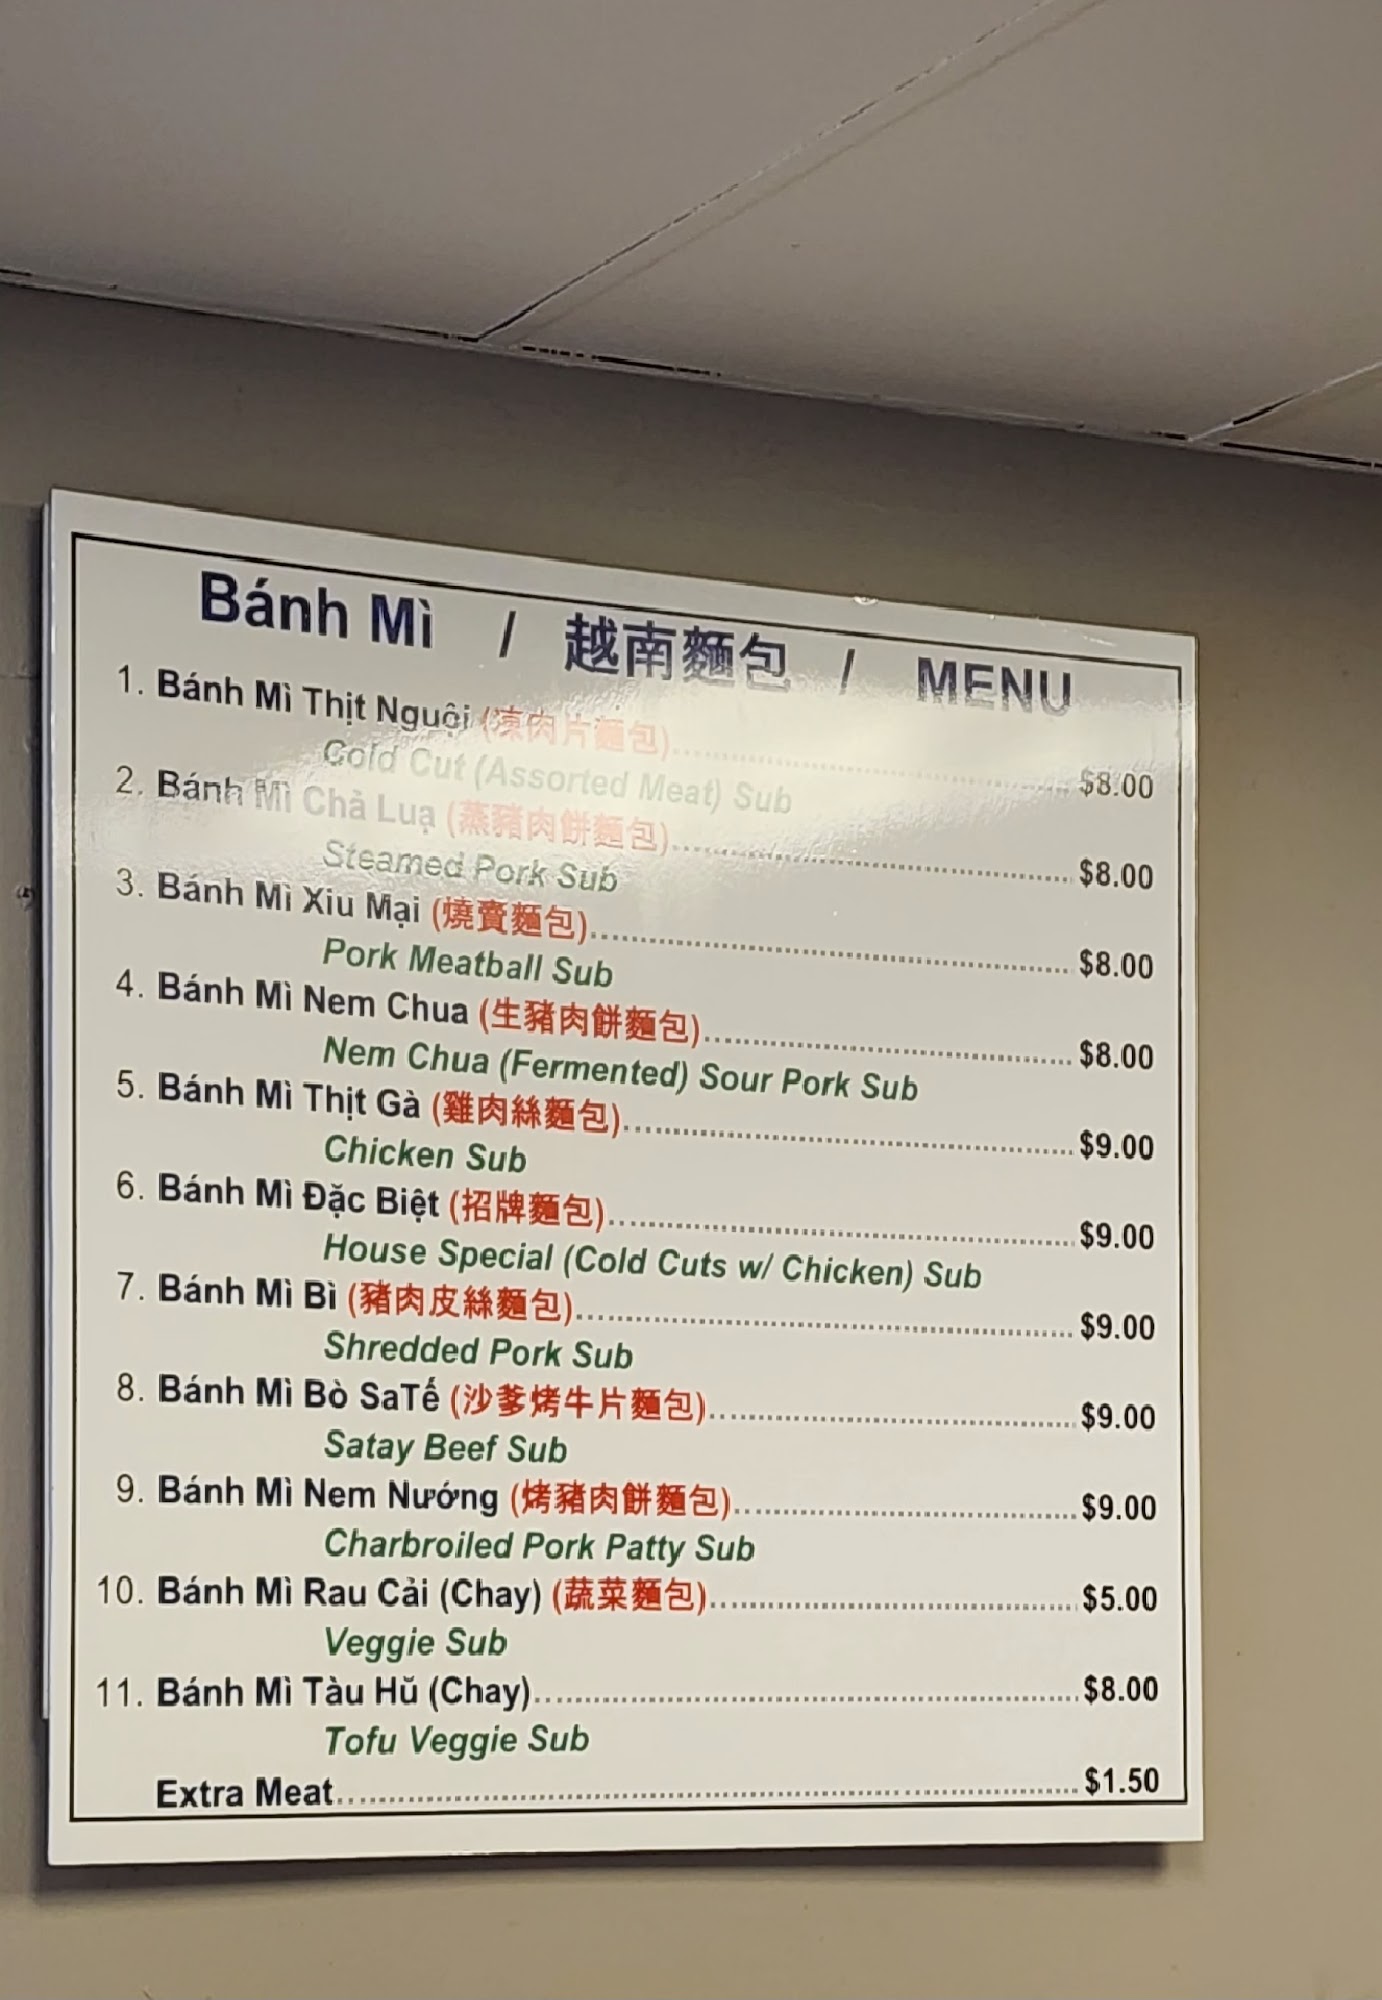 Bánh Mì / 越南麵包 / MENU
1. Bánh Mì Thịt Nguội (凍肉片麵包) $8.00
Cold Cut (Assorted Meat) Sub
2. Bánh Mì Chả Luạ (蒸豬肉餅麵包) $8.00
Steamed Pork Sub
3. Bánh Mì Xiu Mại (燒賣麵包) $8.00
Pork Meatball Sub
4. Bánh Mì Nem Chua (生豬肉餅麵包) $8.00
Nem Chua (Fermented) Sour Pork Sub
5. Bánh Mì Thịt Gà (雞肉絲麵包) $9.00
Chicken Sub
6. Bánh Mì Đặc Biệt (招牌麵包) $9.00
House Special (Cold Cuts w/ Chicken) Sub
7. Bánh Mì Bì (豬肉皮絲麵包) $9.00
Shredded Pork Sub
8. Bánh Mì Bò SaTế (沙爹烤牛片麵包) $9.00
Satay Beef Sub
9. Bánh Mì Nem Nướng (烤豬肉餅麵包) $9.00
Charbroiled Pork Patty Sub
10. Bánh Mì Rau Cải (Chay) (蔬菜麵包) $5.00
Veggie Sub
11. Bánh Mì Tàu Hŭ (Chay) $8.00
Tofu Veggie Sub
Extra Meat $1.50